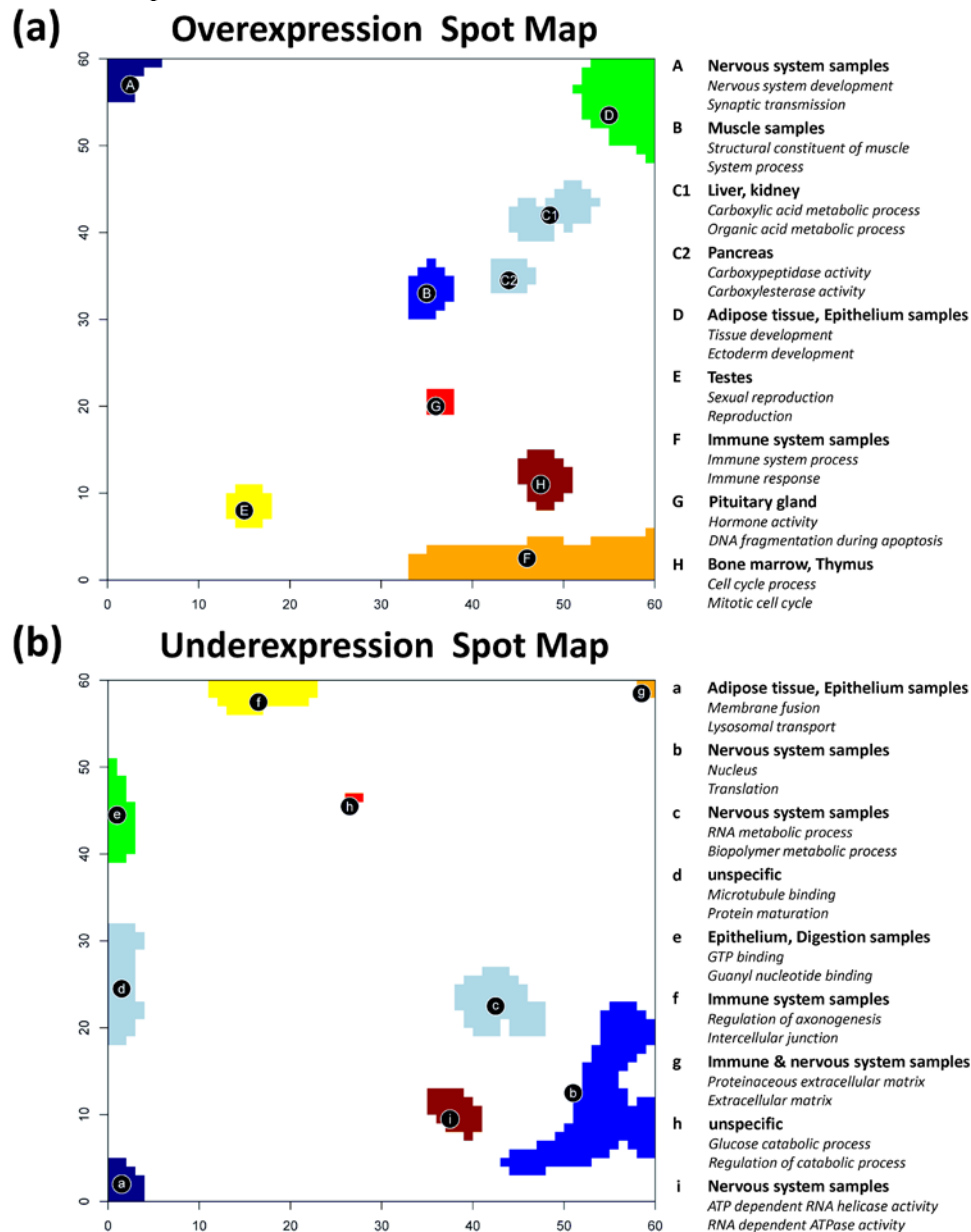 (a) Overexpression Spot Map
60
50
40
30
20
10
0
0 10 20 30 40 50 60
A
D
C1
C2
B
G
H
E
F
A Nervous system samples
Nervous system development
Synaptic transmission
B Muscle samples
Structural constituent of muscle
System process
C1 Liver, kidney
Carboxylic acid metabolic process
Organic acid metabolic process
C2 Pancreas
Carboxypeptidase activity
Carboxylesterase activity
D Adipose tissue, Epithelium samples
Tissue development
Ectoderm development
E Testes
Sexual reproduction
Reproduction
F Immune system samples
Immune system process
Immune response
G Pituitary gland
Hormone activity
DNA fragmentation during apoptosis
H Bone marrow, Thymus
Cell cycle process
Mitotic cell cycle
(b) Underexpression Spot Map
60
50
40
30
20
10
0
0 10 20 30 40 50 60
f
g
h
e
d
c
b
i
a
a Adipose tissue, Epithelium samples
Membrane fusion
Lysosomal transport
b Nervous system samples
Nucleus
Translation
c Nervous system samples
RNA metabolic process
Biopolymer metabolic process
d unspecific
Microtubule binding
Protein maturation
e Epithelium, Digestion samples
GTP binding
Guanyl nucleotide binding
f Immune system samples
Regulation of axonogenesis
Intercellular junction
g Immune & nervous system samples
Proteinaceous extracellular matrix
Extracellular matrix
h unspecific
Glucose catabolic process
Regulation of catabolic process
i Nervous system samples
ATP dependent RNA helicase activity
RNA dependent ATPase activity